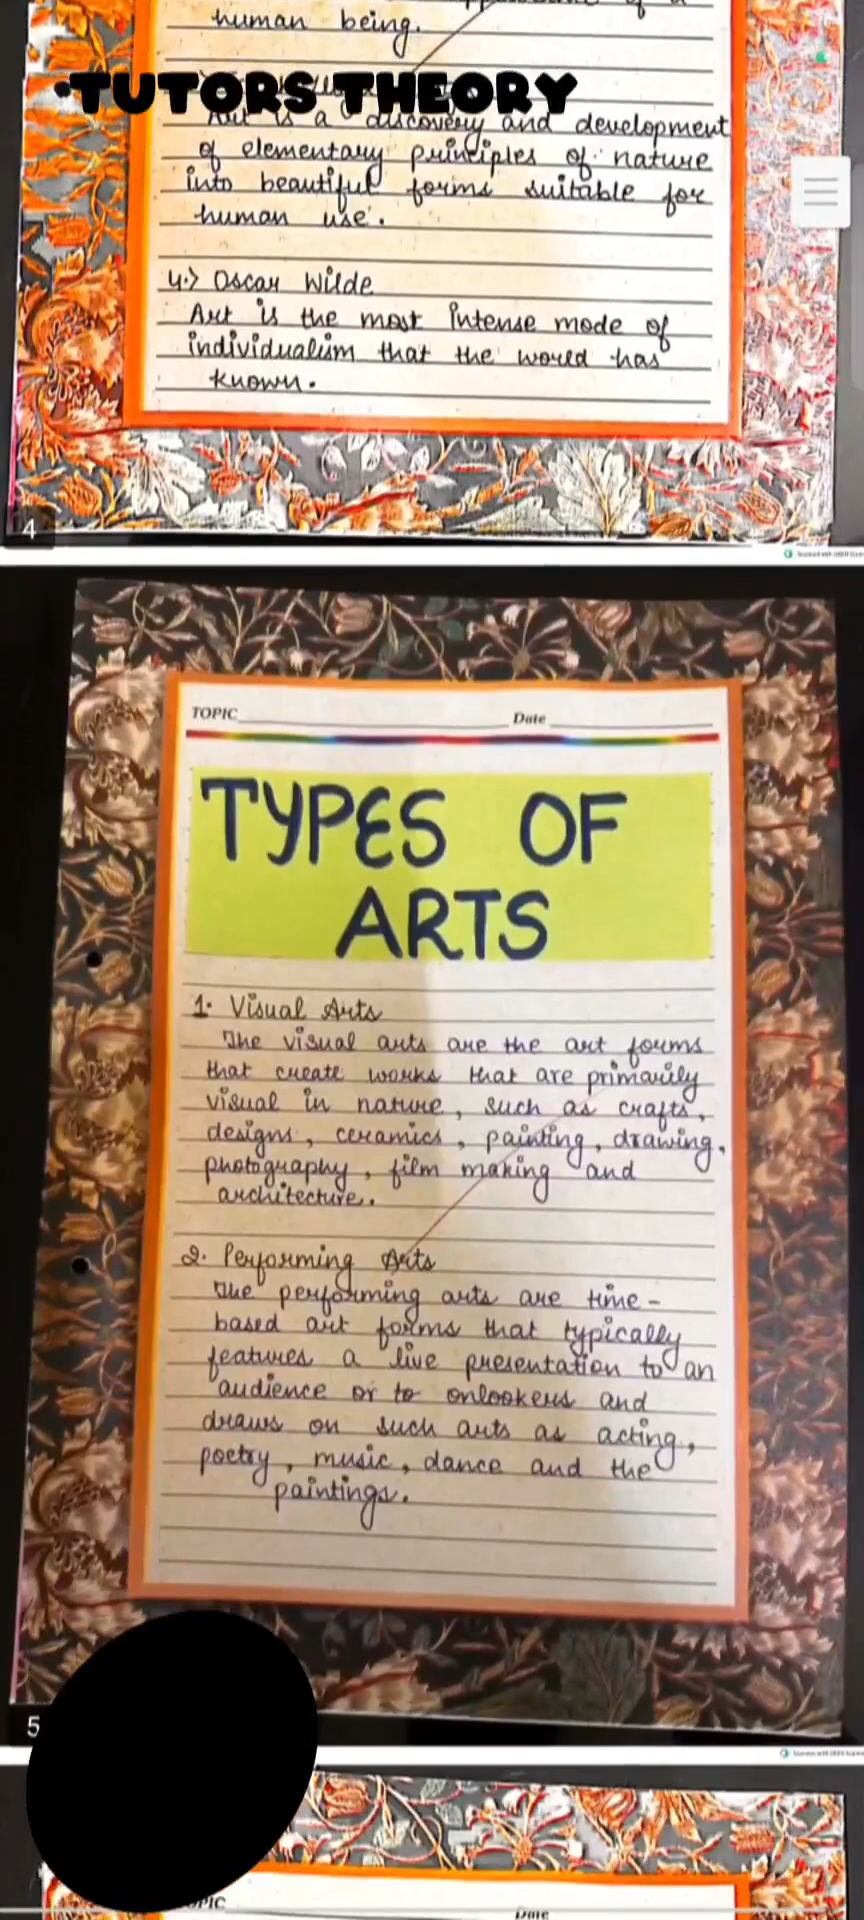 human being.
•TUTORS THEORY
Art is a discovery and development
of elementary principles of nature
into beautiful forms suitable for
human use.
4.> Oscar Wilde
Art is the most intense mode of
individualism that the world has
known.
4
TOPIC Date
TYPES OF
ARTS
1. Visual Arts
The visual arts are the art forms
that create works that are primarily
visual in nature, such as crafts,
designs, ceramics, painting, drawing,
photography, film making and
architecture.
2. Performing Arts
The performing arts are time-
based art forms that typically
features a live presentation to an
audience or to onlookers and
draws on such arts as acting,
poetry, music, dance and the
paintings.
5
Date